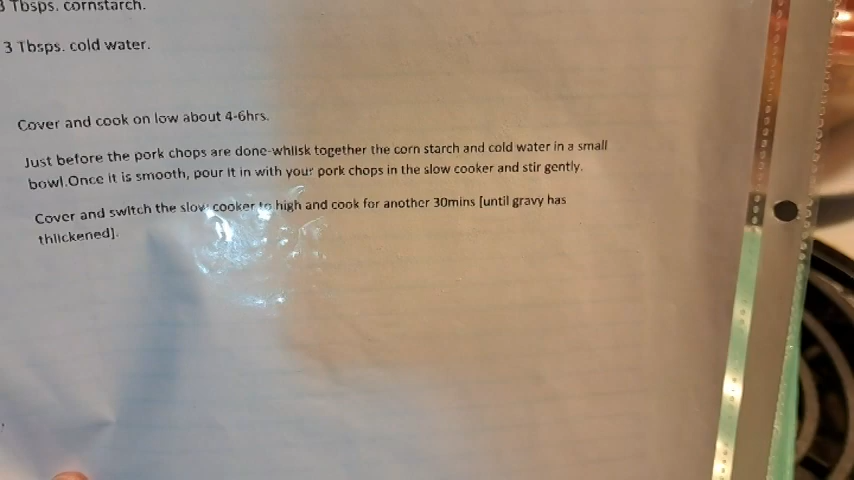 3 Tbsps. cornstarch.
3 Tbsps. cold water.
Cover and cook on low about 4-6hrs.
Just before the pork chops are done-whiisk together the corn starch and cold water in a small
bowl.Once it is smooth, pour it in with your pork chops in the slow cooker and stir gently.
Cover and switch the slow cooker to high and cook for another 30mins [until gravy has
thiickened].